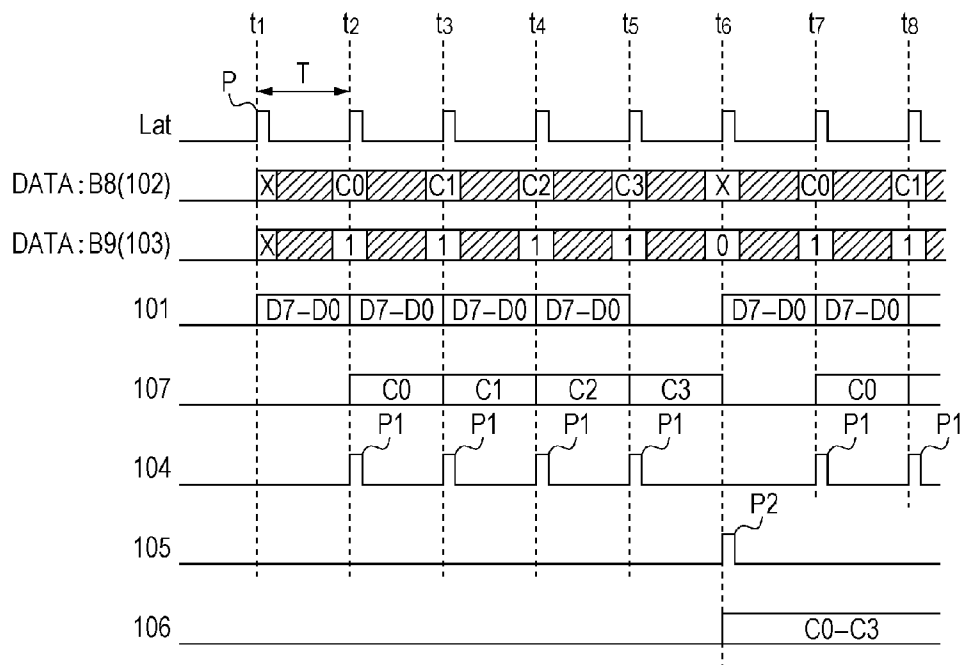 t1 t2 t3 t4 t5 t6 t7 t8
P T
Lat
DATA:B8(102) X C0 C1 C2 C3 X C0 C1
DATA:B9(103) X 1 1 1 1 0 1 1
101 D7–D0 D7–D0 D7–D0 D7–D0 D7–D0 D7–D0
107 C0 C1 C2 C3 C0
P1 P1 P1 P1 P1 P1
104
P2
105
106 C0–C3